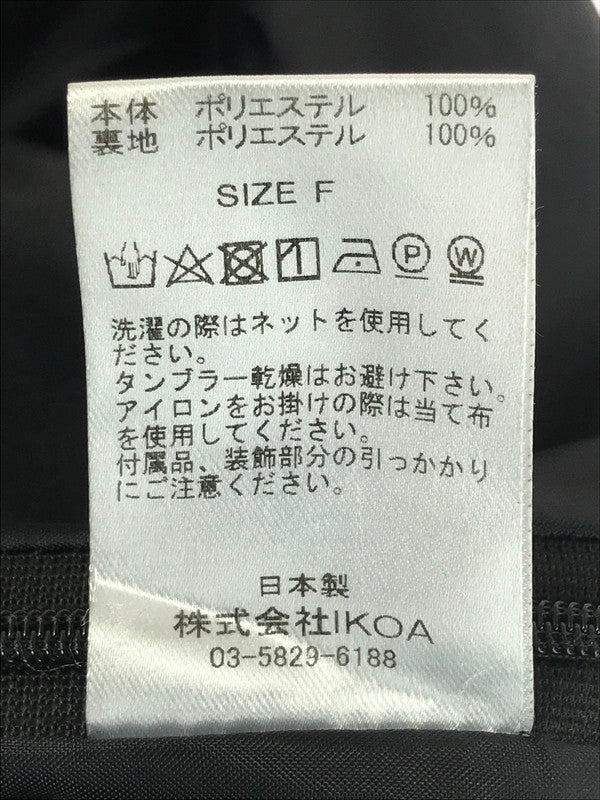 本体 ポリエステル 100%
裏地 ポリエステル 100%
SIZE F
P W
洗濯の際はネットを使用してく
ださい。
タンブラー乾燥はお避け下さい。
アイロンをお掛けの際は当て布
を使用してください。
付属品、装飾部分の引っかかり
にご注意ください。
日本製
株式会社IKOA
03-5829-6188